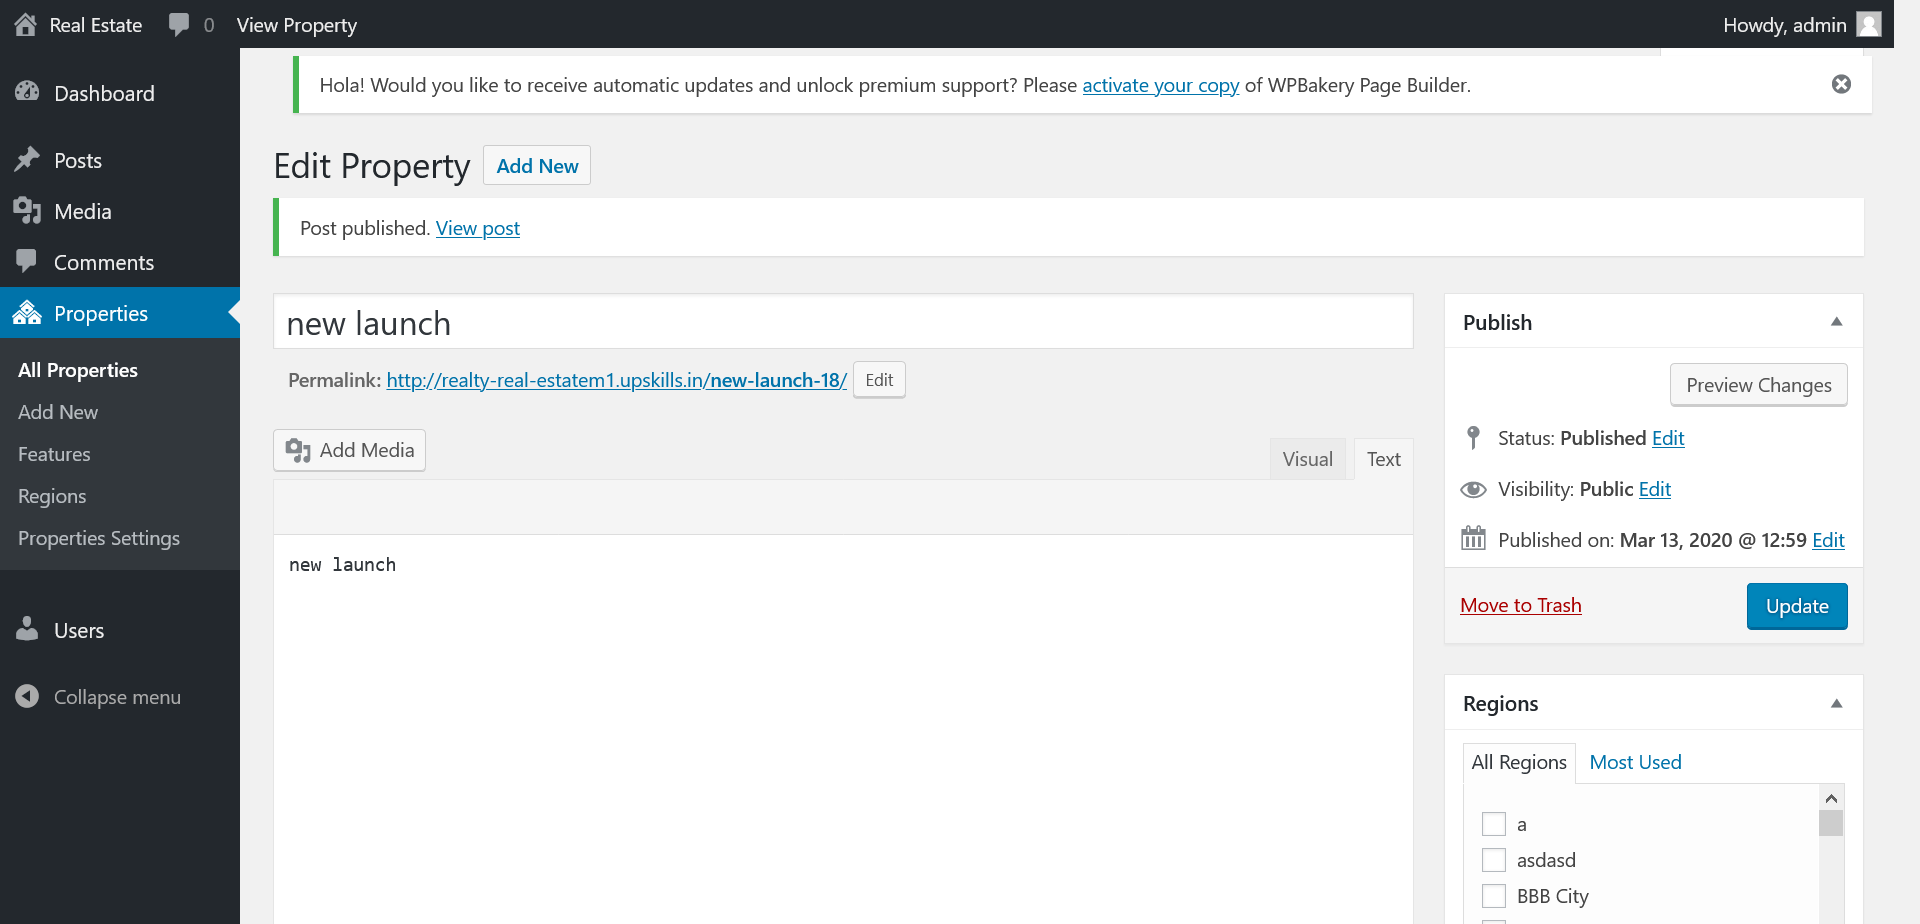 Real Estate 0 View Property Howdy, admin
Hola! Would you like to receive automatic updates and unlock premium support? Please activate your copy of WPBakery Page Builder.
Dashboard
Posts
Media
Comments
Properties
All Properties
Add New
Features
Regions
Properties Settings
Users
Collapse menu
Edit Property Add New
Post published. View post
new launch
Permalink: http://realty-real-estatem1.upskills.in/new-launch-18/ Edit
Add Media
Visual Text
new launch
Publish
Preview Changes
Status: Published Edit
Visibility: Public Edit
Published on: Mar 13, 2020 @ 12:59 Edit
Move to Trash Update
Regions
All Regions Most Used
a
asdasd
BBB City